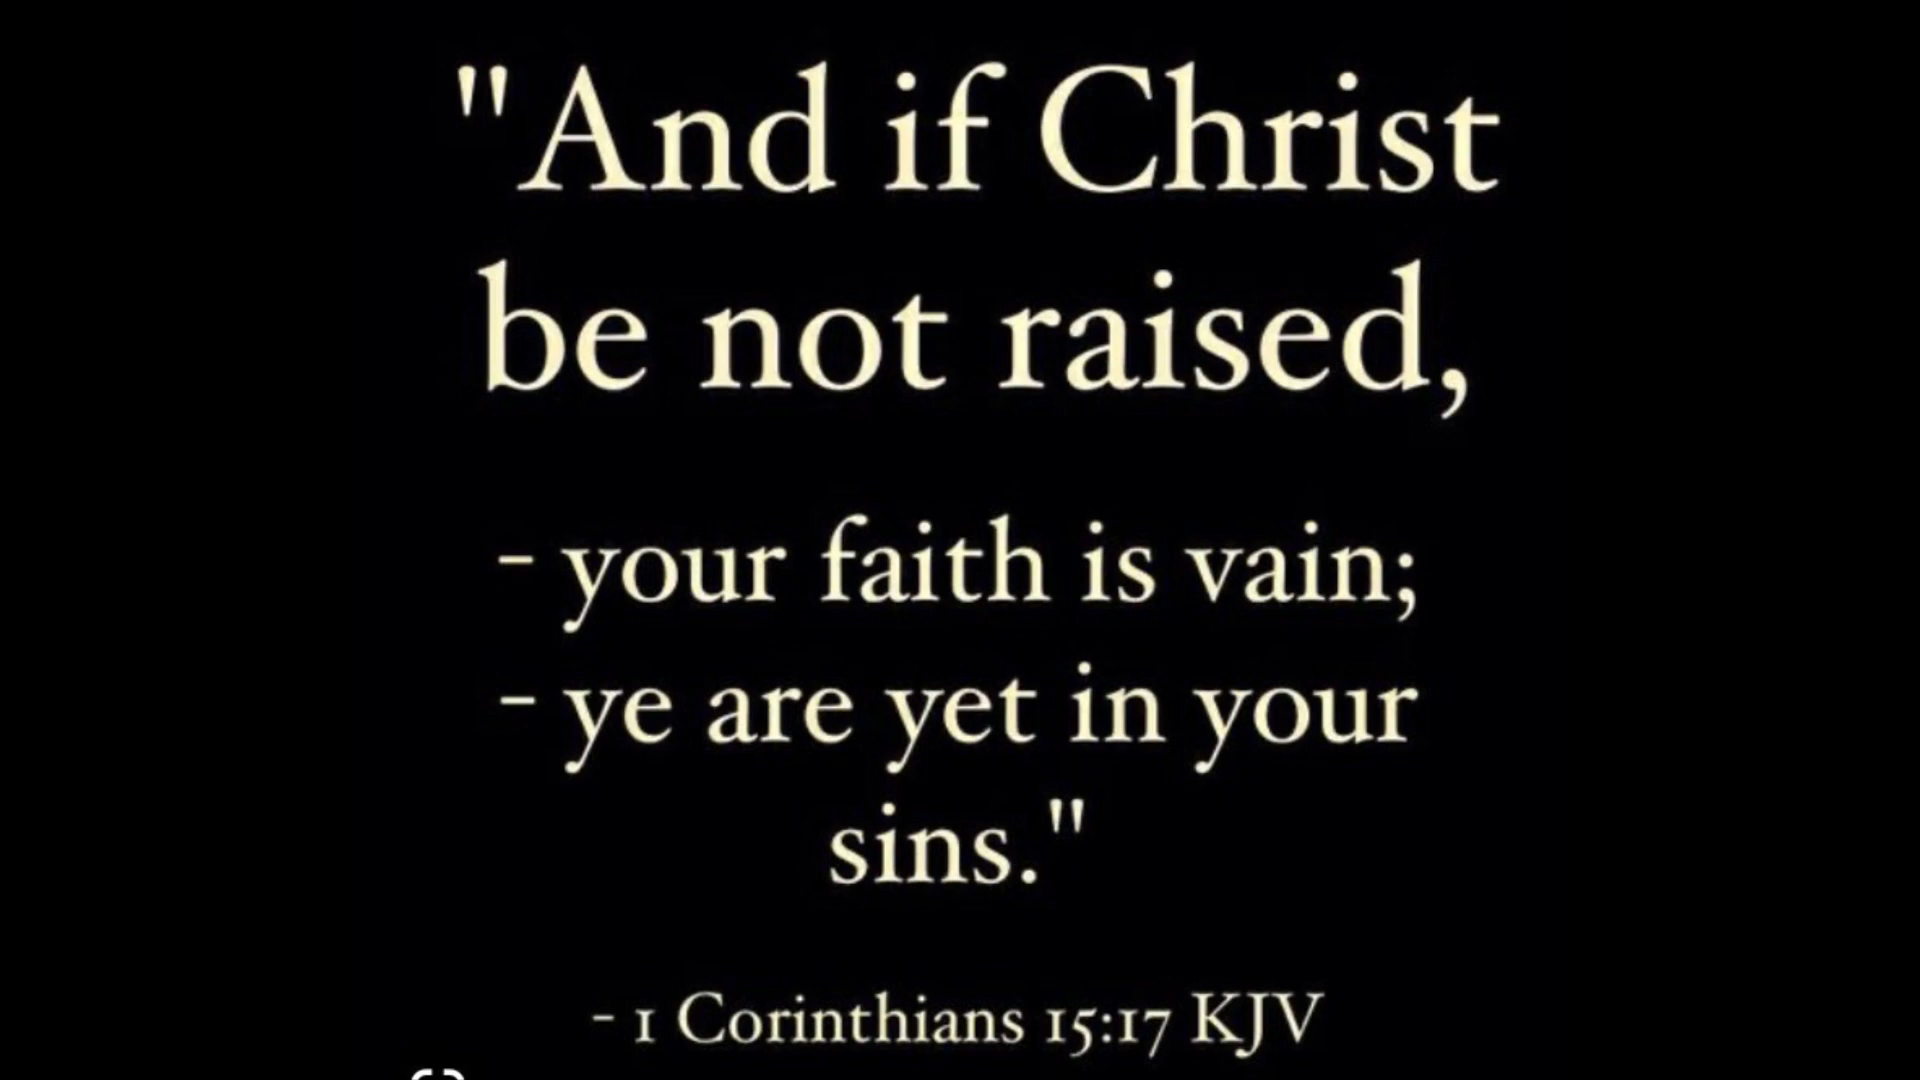 "And if Christ
be not raised,
- your faith is vain;
- ye are yet in your
sins."
- 1 Corinthians 15:17 KJV